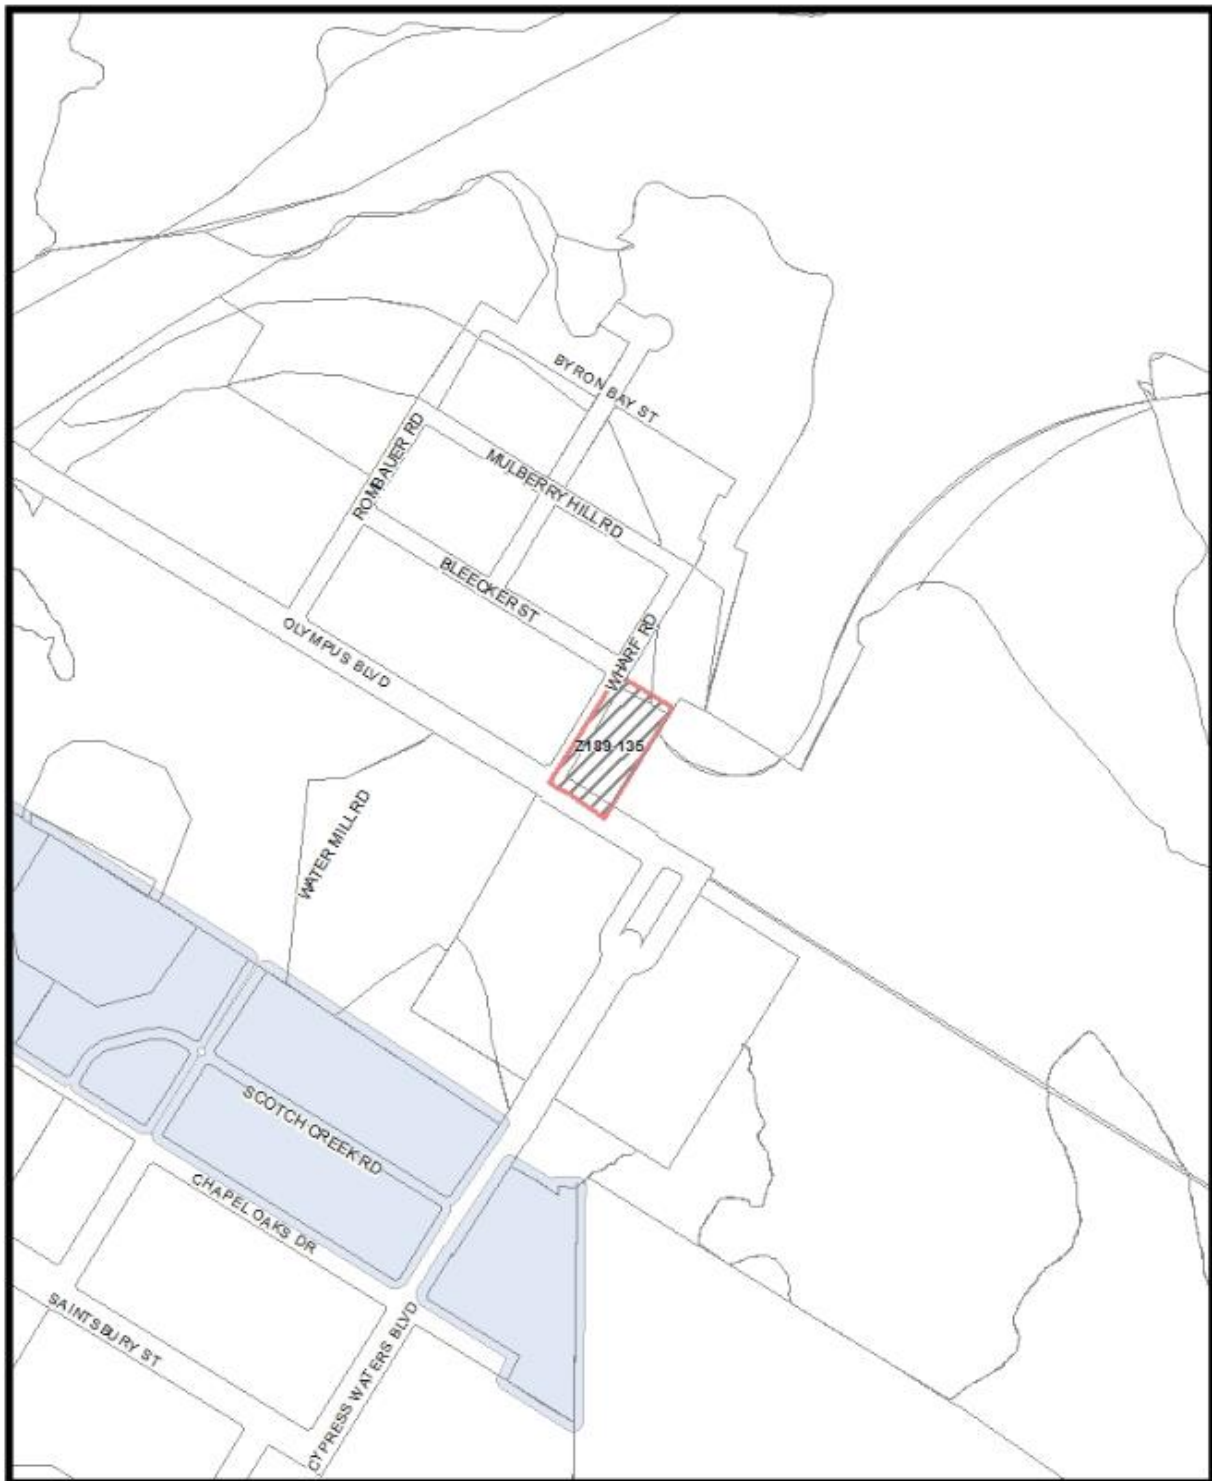 BYRON BAY ST
ROMBAUER RD
MULBERRY HILL RD
BLEECKER ST
OLYMPUS BLVD
WHARF RD
Z189-135
WATER MILL RD
SCOTCH CREEK RD
CHAPEL OAKS DR
SAINTSBURY ST
CYPRESS WATERS BLVD